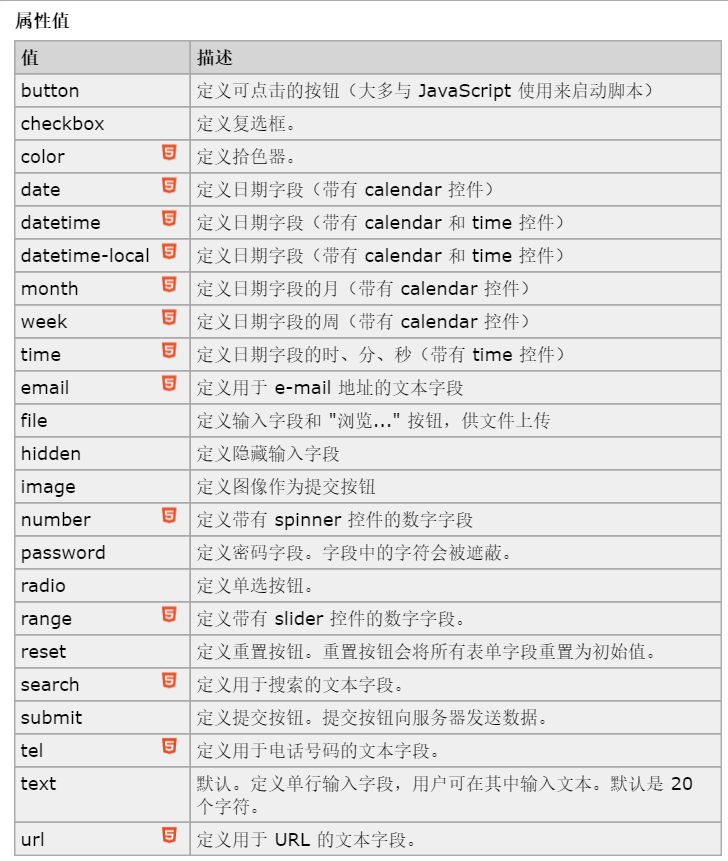 属性值
值 描述
button 定义可点击的按钮（大多与 JavaScript 使用来启动脚本）
checkbox 定义复选框。
color 定义拾色器。
date 定义日期字段（带有 calendar 控件）
datetime 定义日期字段（带有 calendar 和 time 控件）
datetime-local 定义日期字段（带有 calendar 和 time 控件）
month 定义日期字段的月（带有 calendar 控件）
week 定义日期字段的周（带有 calendar 控件）
time 定义日期字段的时、分、秒（带有 time 控件）
email 定义用于 e-mail 地址的文本字段
file 定义输入字段和 "浏览..." 按钮，供文件上传
hidden 定义隐藏输入字段
image 定义图像作为提交按钮
number 定义带有 spinner 控件的数字字段
password 定义密码字段。字段中的字符会被遮蔽。
radio 定义单选按钮。
range 定义带有 slider 控件的数字字段。
reset 定义重置按钮。重置按钮会将所有表单字段重置为初始值。
search 定义用于搜索的文本字段。
submit 定义提交按钮。提交按钮向服务器发送数据。
tel 定义用于电话号码的文本字段。
text 默认。定义单行输入字段，用户可在其中输入文本。默认是 20
个字符。
url 定义用于 URL 的文本字段。